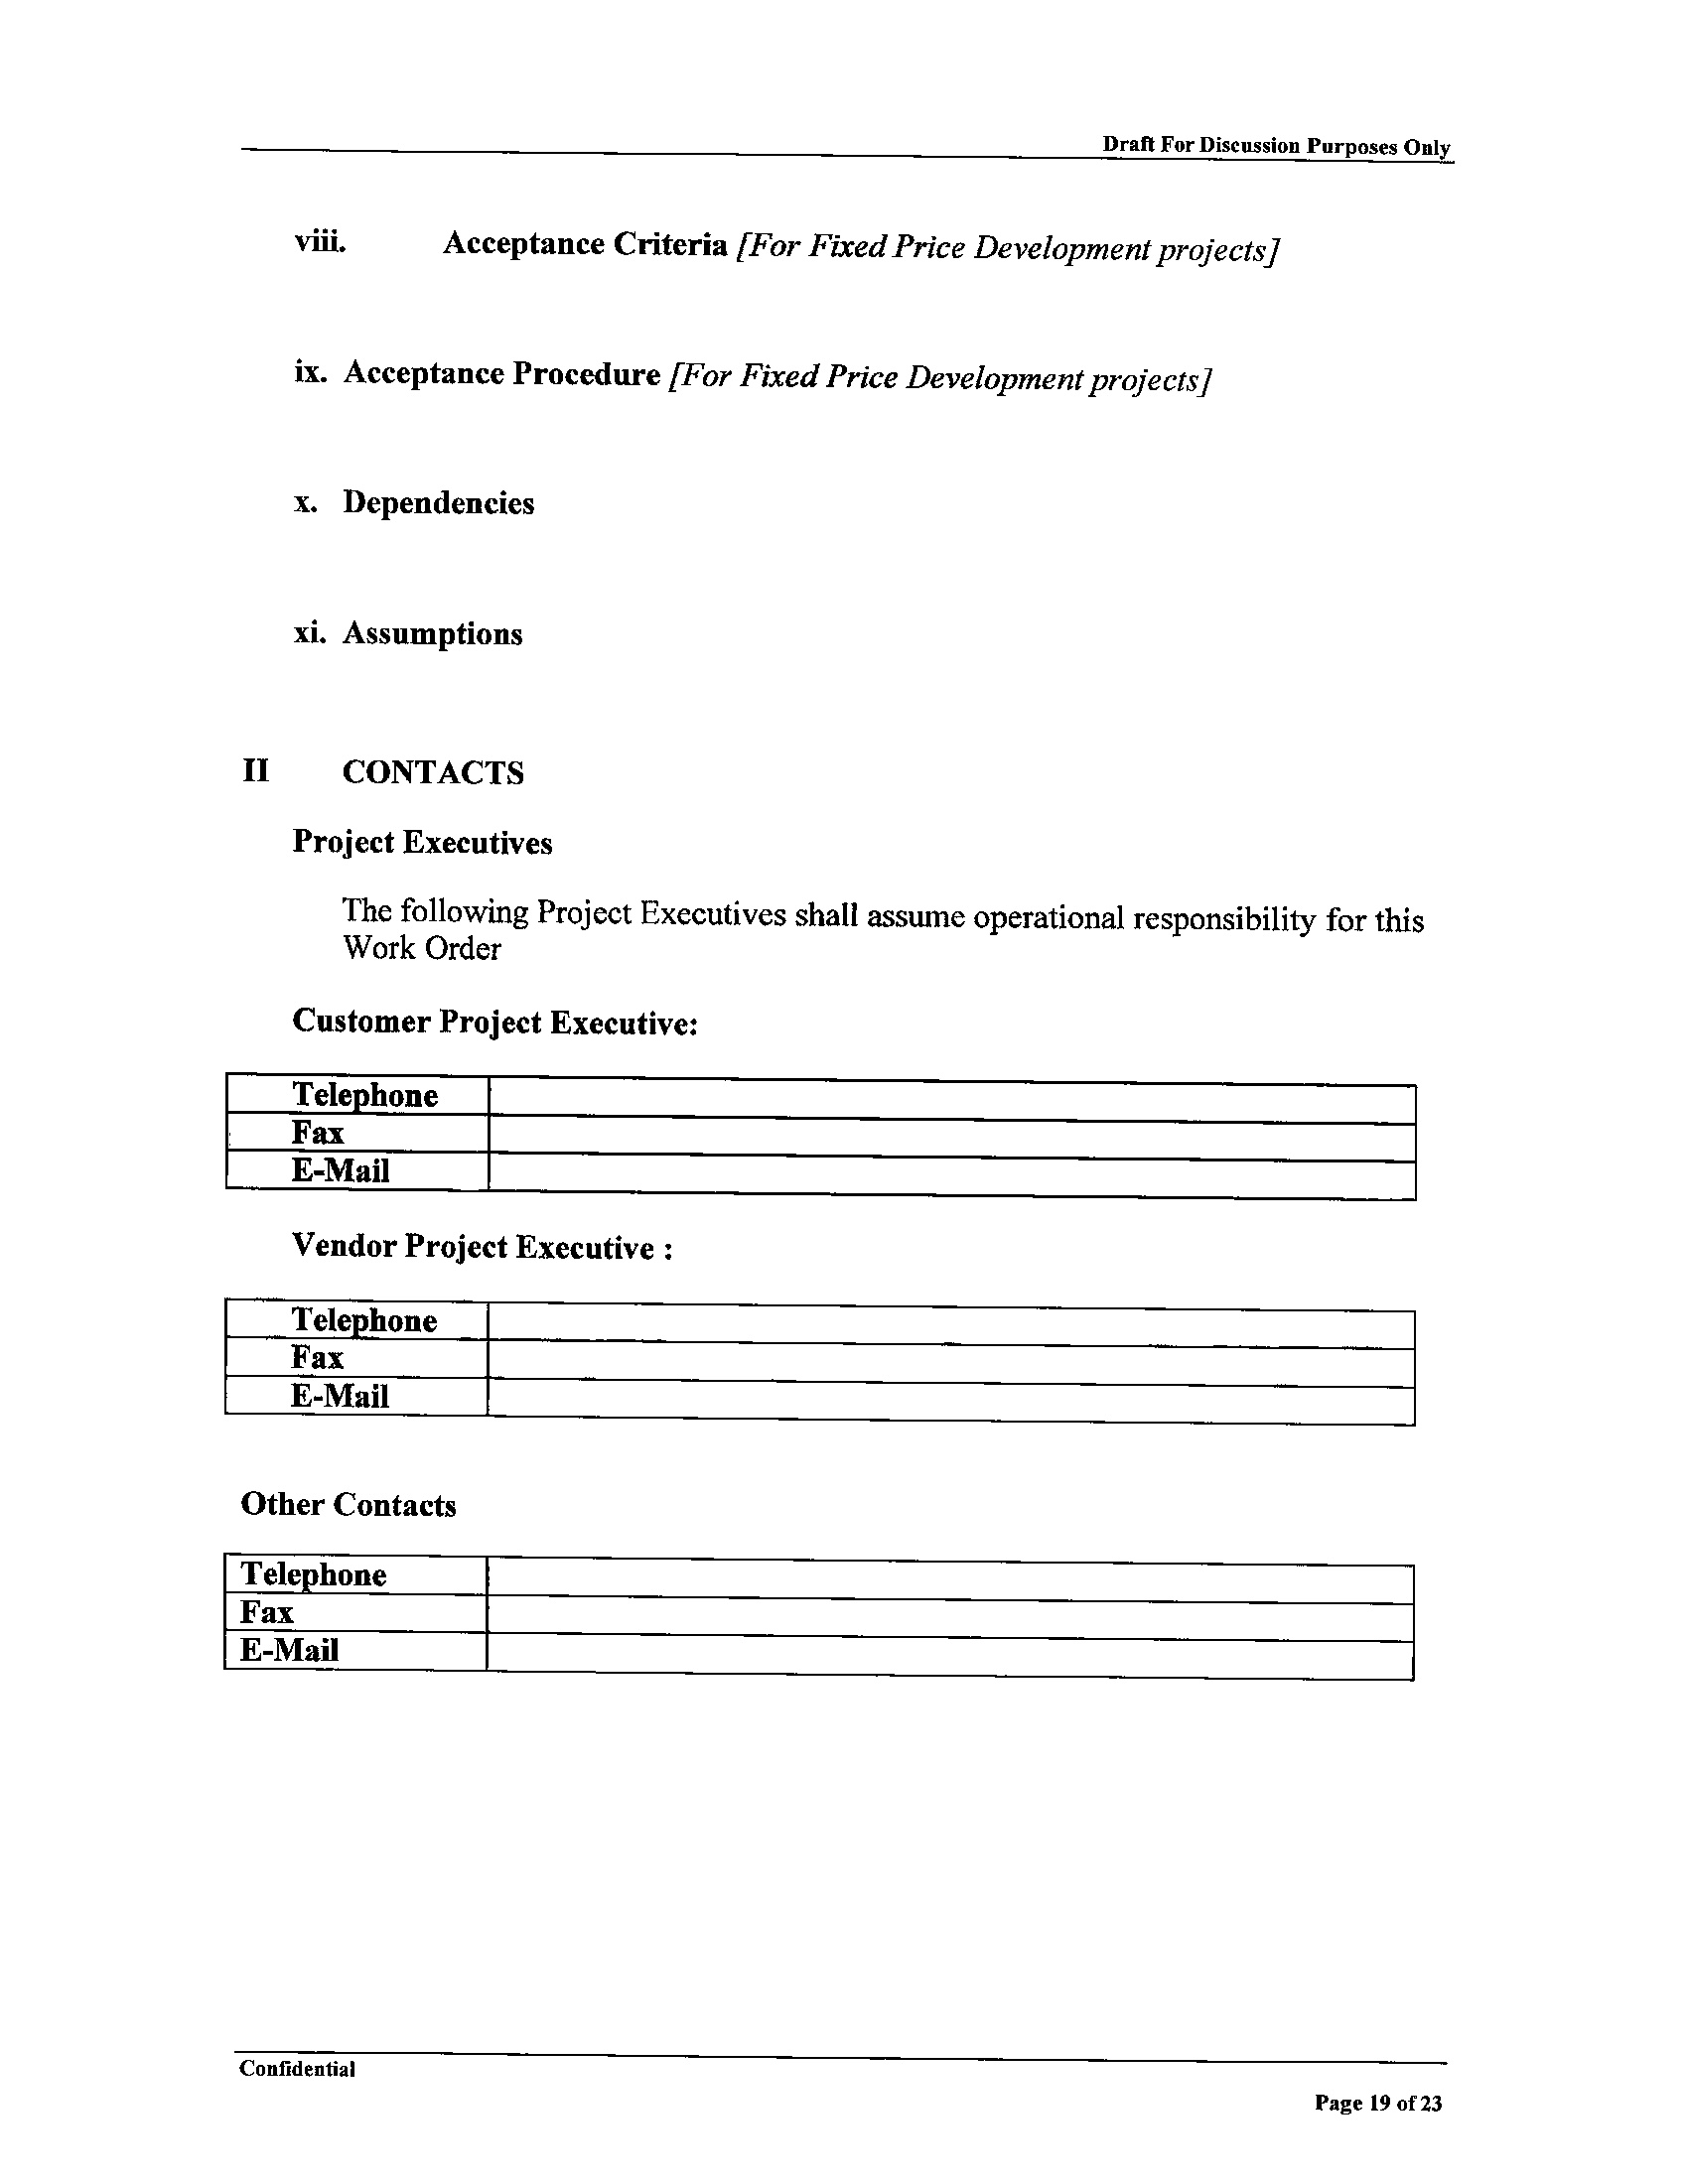 Draft For Discussion Purposes Only
viii. Acceptance Criteria [For Fixed Price Development projects]
ix. Acceptance Procedure [For Fixed Price Development projects]
x. Dependencies
xi. Assumptions
II CONTACTS
Project Executives
The following Project Executives shall assume operational responsibility for this
Work Order
Customer Project Executive:
Telephone
Fax
E-Mail
Vendor Project Executive :
Telephone
Fax
E-Mail
Other Contacts
Telephone
Fax
E-Mail
Confidential
Page 19 of 23